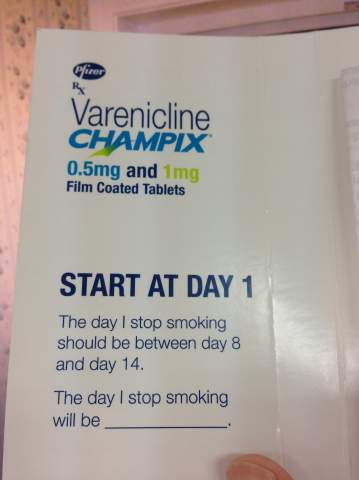 Pfizer
Rx
Varenicline
CHAMPIX
0.5mg and 1mg
Film Coated Tablets
START AT DAY 1
The day I stop smoking
should be between day 8
and day 14.
The day I stop smoking
will be ______________.